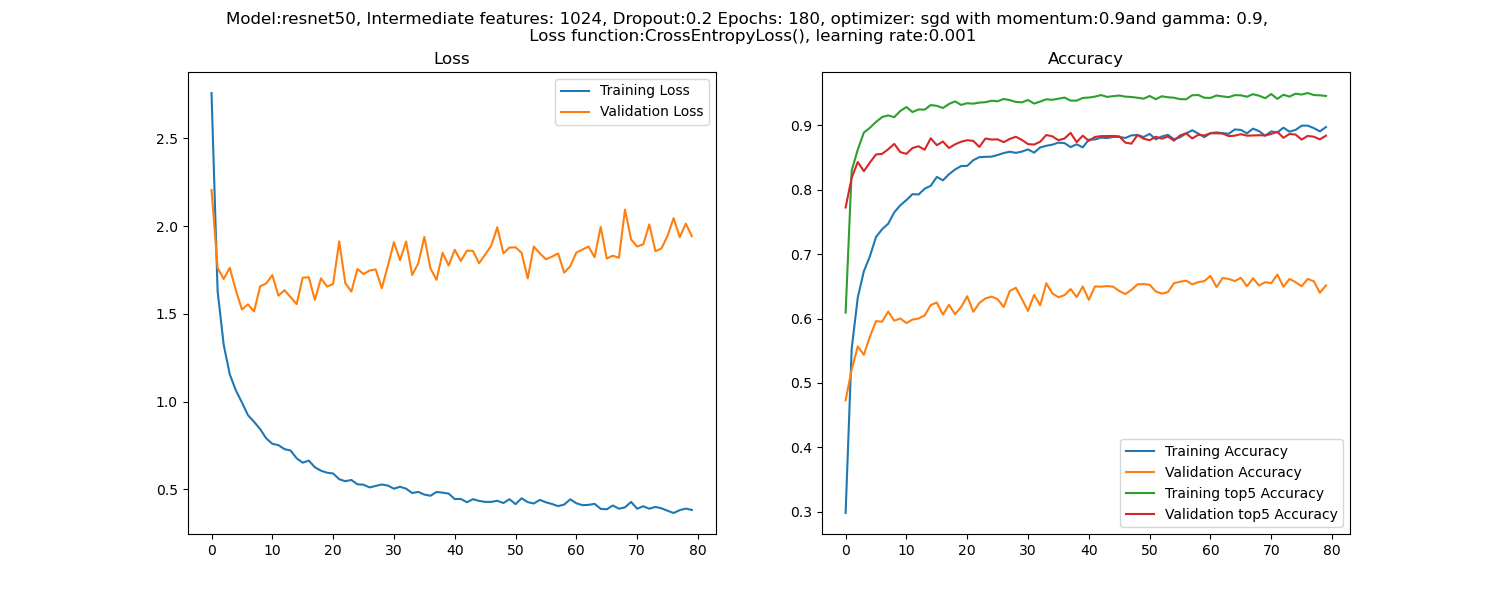 Model:resnet50, Intermediate features: 1024, Dropout:0.2 Epochs: 180, optimizer: sgd with momentum:0.9and gamma: 0.9,
Loss function:CrossEntropyLoss(), learning rate:0.001
Loss
Training Loss
Validation Loss
2.5
2.0
1.5
1.0
0.5
0 10 20 30 40 50 60 70 80
Accuracy
0.9
0.8
0.7
0.6
0.5
0.4
0.3
Training Accuracy
Validation Accuracy
Training top5 Accuracy
Validation top5 Accuracy
0 10 20 30 40 50 60 70 80